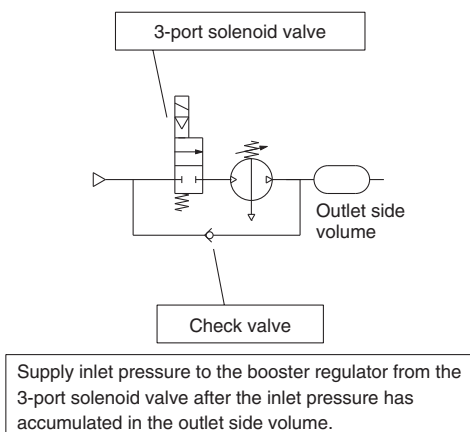 3-port solenoid valve
Outlet side
volume
Check valve
Supply inlet pressure to the booster regulator from the
3-port solenoid valve after the inlet pressure has
accumulated in the outlet side volume.